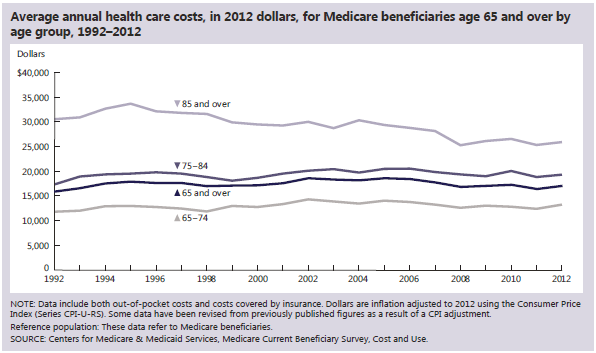 Average annual health care costs, in 2012 dollars, for Medicare beneficiaries age 65 and over by
age group, 1992–2012
Dollars
$40,000
35,000
30,000
25,000
20,000
15,000
10,000
5,000
0
▼85 and over
▼75–84
▲65 and over
▲65–74
1992 1994 1996 1998 2000 2002 2004 2006 2008 2010 2012
NOTE: Data include both out-of-pocket costs and costs covered by insurance. Dollars are inflation adjusted to 2012 using the Consumer Price
Index (Series CPI-U-RS). Some data have been revised from previously published figures as a result of a CPI adjustment.
Reference population: These data refer to Medicare beneficiaries.
SOURCE: Centers for Medicare & Medicaid Services, Medicare Current Beneficiary Survey, Cost and Use.